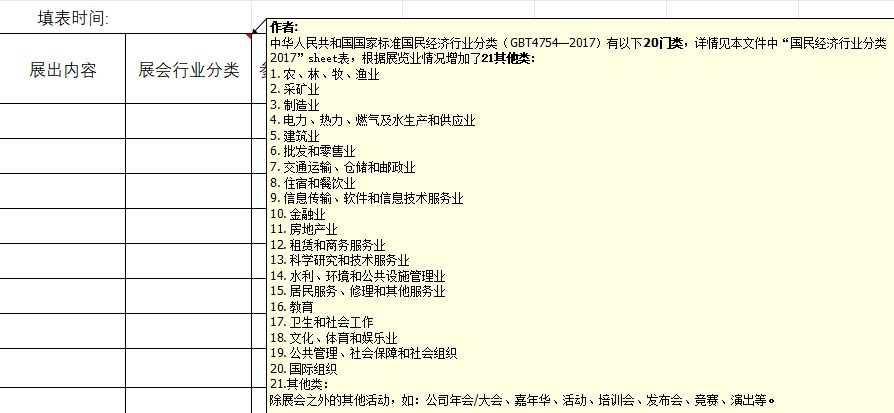 填表时间:
展出内容
展会行业分类
作者:
中华人民共和国国家标准国民经济行业分类（GBT4754—2017）有以下20门类，详情见本文件中“国民经济行业分类
2017”sheet表，根据展览业情况增加了21其他类：
1. 农、林、牧、渔业
2. 采矿业
3. 制造业
4. 电力、热力、燃气及水生产和供应业
5. 建筑业
6. 批发和零售业
7. 交通运输、仓储和邮政业
8. 住宿和餐饮业
9. 信息传输、软件和信息技术服务业
10. 金融业
11. 房地产业
12. 租赁和商务服务业
13. 科学研究和技术服务业
14. 水利、环境和公共设施管理业
15. 居民服务、修理和其他服务业
16. 教育
17. 卫生和社会工作
18. 文化、体育和娱乐业
19. 公共管理、社会保障和社会组织
20. 国际组织
21.其他类：
除展会之外的其他活动，如：公司年会/大会、嘉年华、活动、培训会、发布会、竞赛、演出等。